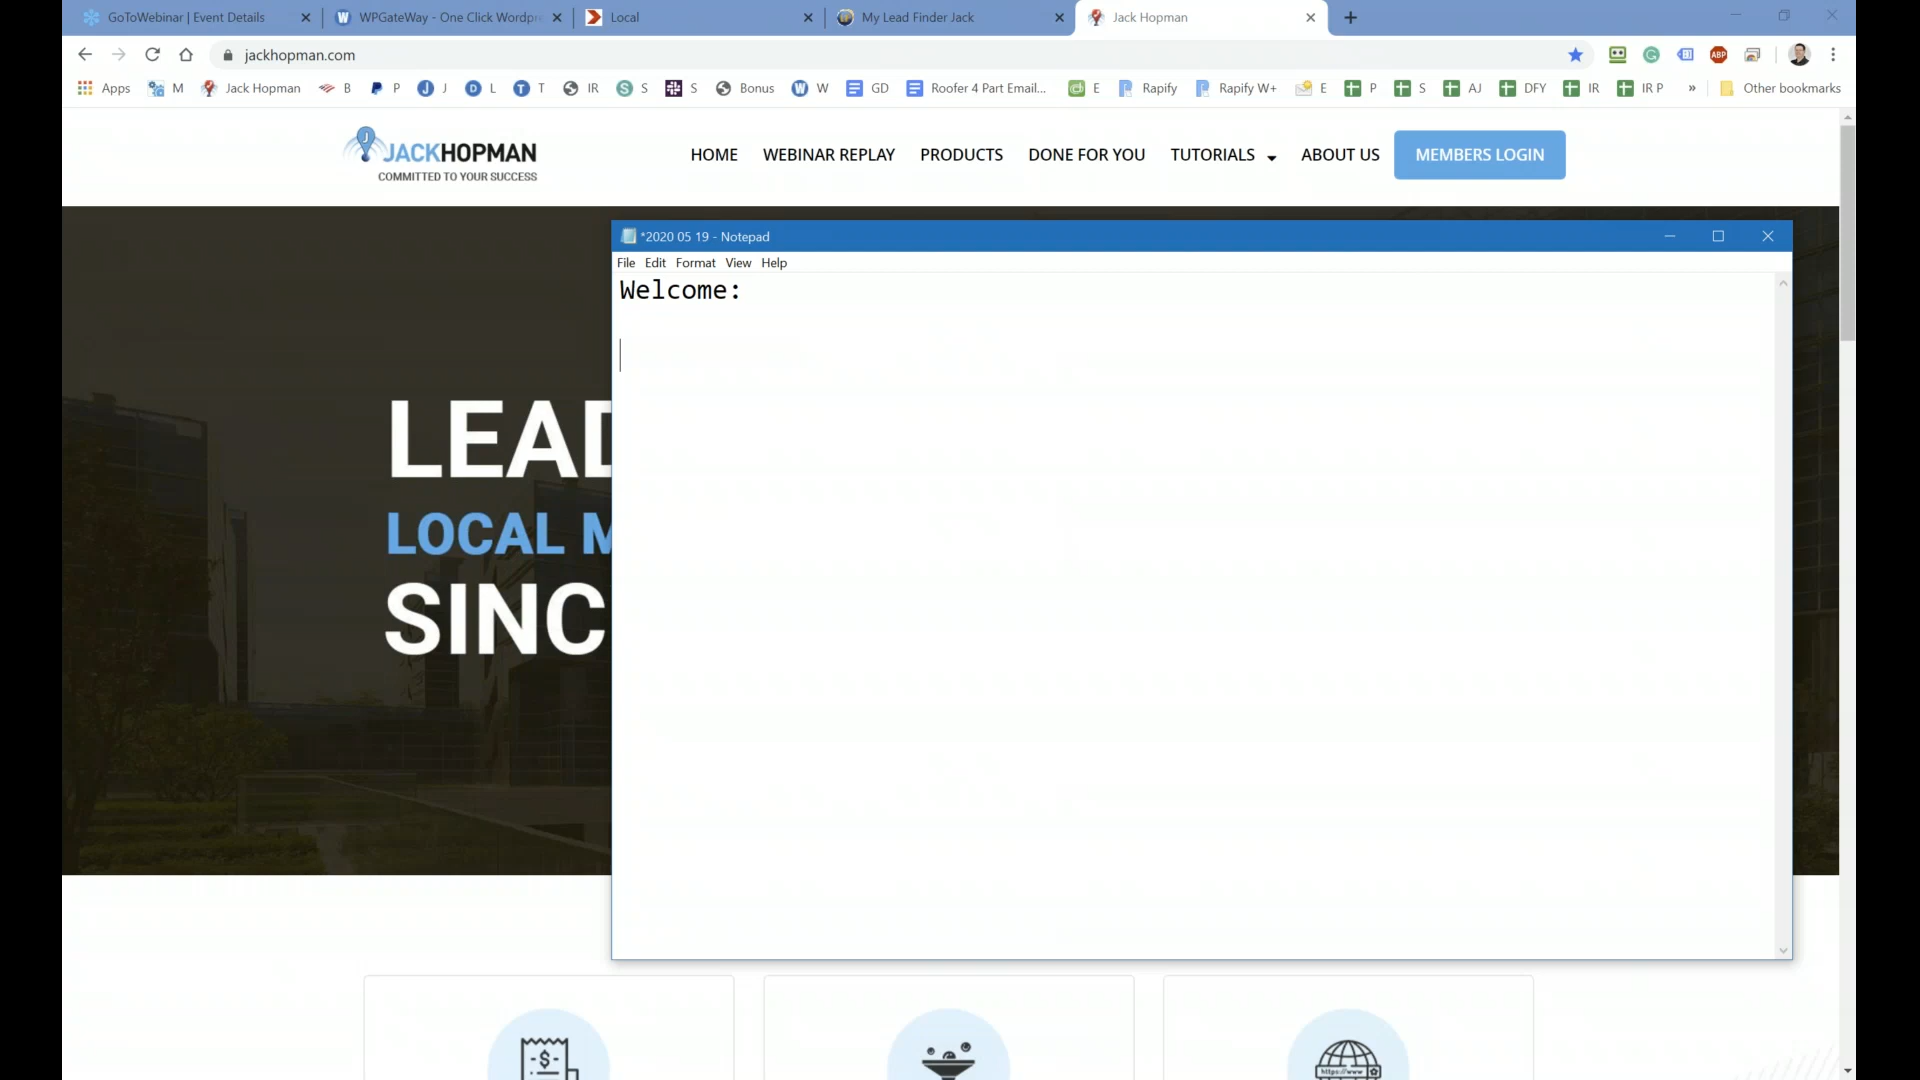 GoToWebinar | Event Details
WPGateWay - One Click Wordpr
Local
My Lead Finder Jack
Jack Hopman
jackhopman.com
Apps M Jack Hopman B P J L T IR S S Bonus W GD Roofer 4 Part Email... E Rapify Rapify W+ E P S AJ DFY IR IR P » Other bookmarks
JACKHOPMAN
COMMITTED TO YOUR SUCCESS
HOME WEBINAR REPLAY PRODUCTS DONE FOR YOU TUTORIALS ABOUT US MEMBERS LOGIN
*2020 05 19 - Notepad
File Edit Format View Help
Welcome:
LEAD
LOCAL M
SINC
https://www